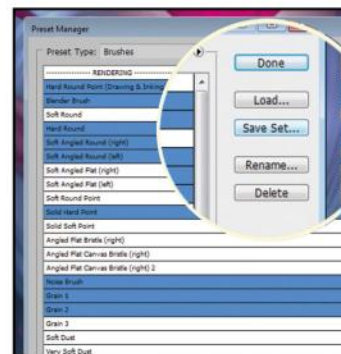 Preset Manager
Preset Type: Brushes
Done
Load...
Save Set...
Rename...
Delete
---------- RENDERING ----------
Hard Round Point (Drawing & Inking
Blender Brush
Soft Round
Hard Round
Soft Angled Round (right)
Soft Angled Round (left)
Soft Angled Flat (right)
Soft Angled Flat (left)
Soft Round Point
Solid Hard Point
Solid Soft Point
Angled Flat Bristle (right)
Angled Flat Canvas Bristle (right)
Angled Flat Canvas Bristle (right) 2
Noise Brush
Grain 1
Grain 2
Grain 3
Soft Dust
Very Soft Dust